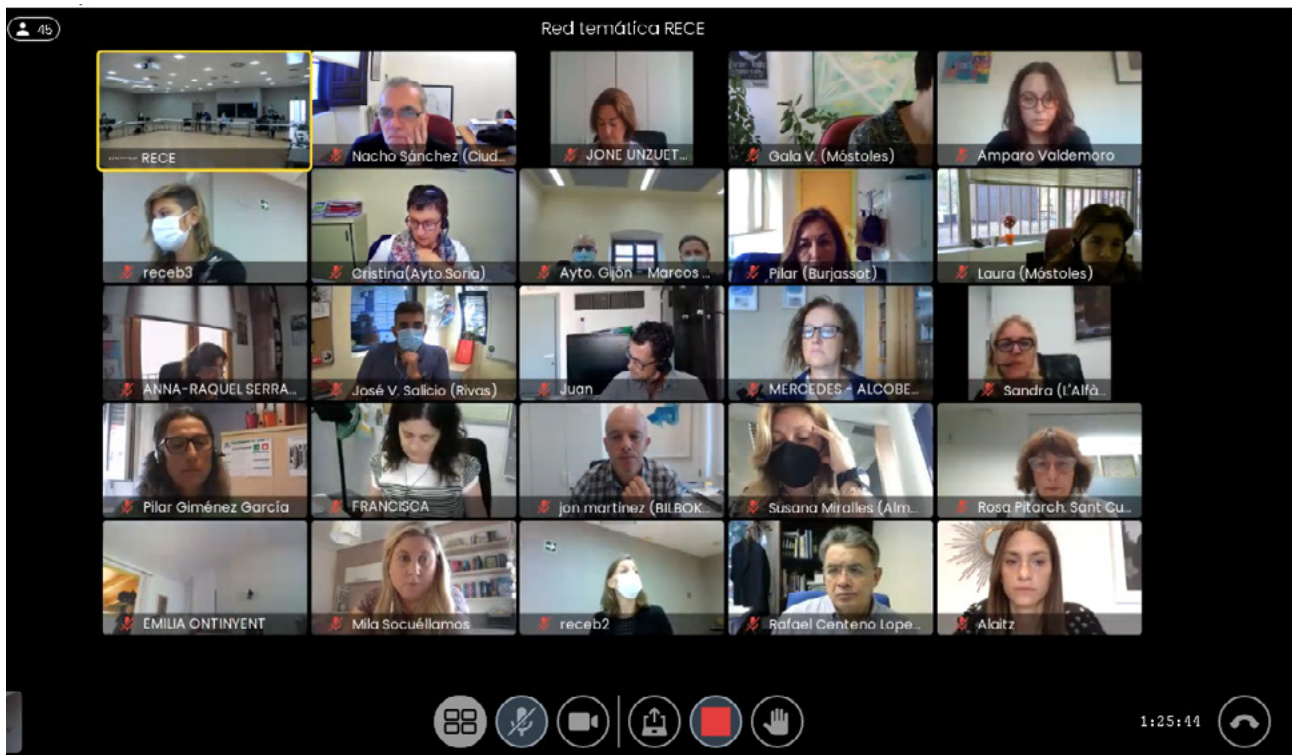 45
Red temática RECE
RECE
Nacho Sánchez (Ciud...
JONE UNZUET...
Gala V. (Móstoles)
Amparo Valdemoro
receb3
Cristina(Ayto.Soria)
Ayto. Gijón - Marcos ...
Pilar (Burjassot)
Laura (Móstoles)
ANNA-RAQUEL SERRA...
José V. Salicio (Rivas)
Juan
MERCEDES - ALCOBE...
Sandra (L'Alfà...
Pilar Giménez García
FRANCISCA
jon martinez (BILBOK...
Susana Miralles (Alm...
Rosa Pitarch. Sant Cu...
EMILIA ONTINYENT
Mila Socuéllamos
receb2
Rafael Centeno Lope...
Alaitz
1:25:44